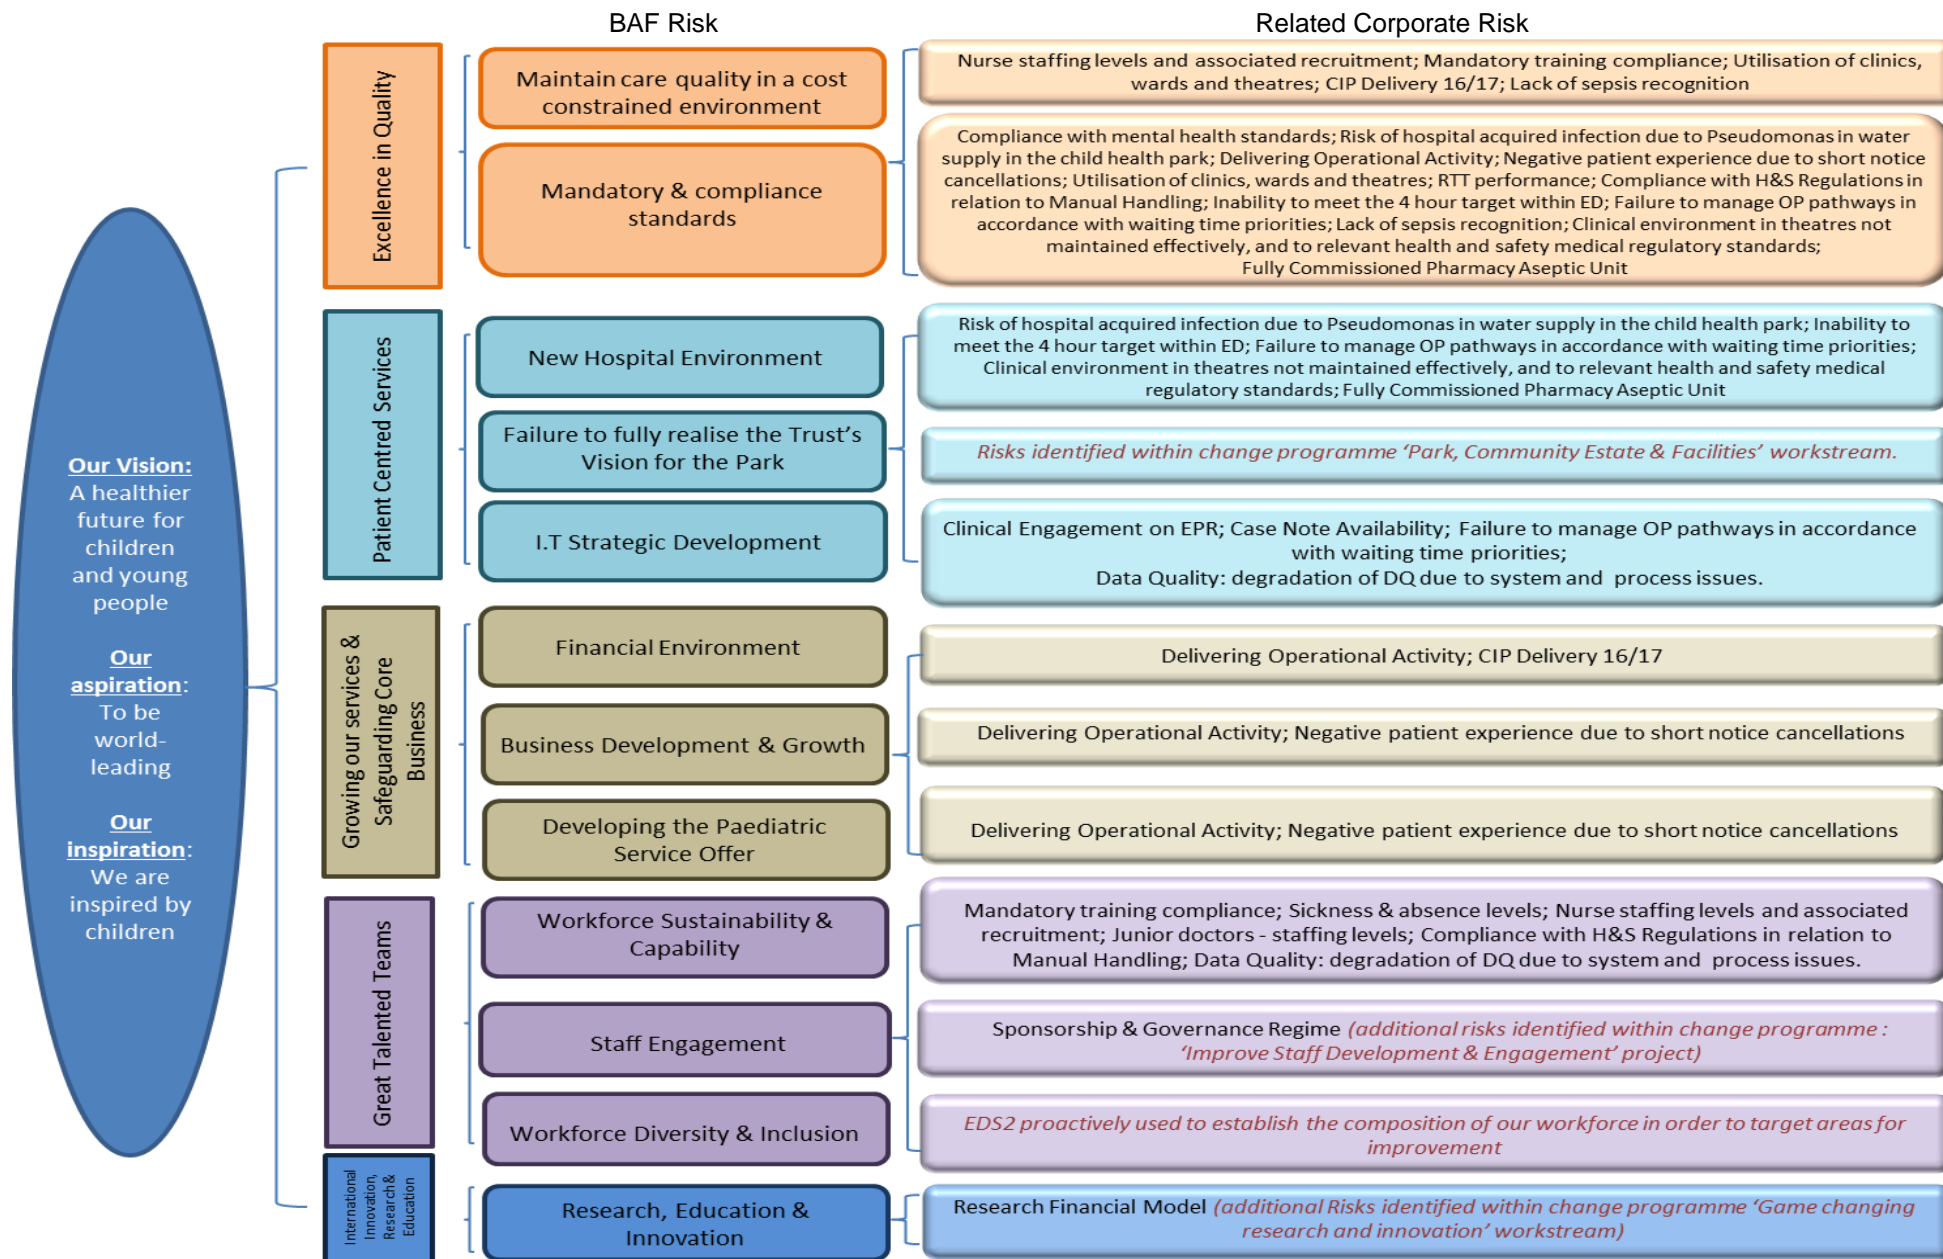 BAF Risk
Related Corporate Risk
Our Vision:
A healthier
future for
children
and young
people
Our
aspiration:
To be
world-
leading
Our
inspiration:
We are
inspired by
children
Excellence in Quality
Maintain care quality in a cost
constrained environment
Nurse staffing levels and associated recruitment; Mandatory training compliance; Utilisation of clinics,
wards and theatres; CIP Delivery 16/17; Lack of sepsis recognition
Mandatory & compliance
standards
Compliance with mental health standards; Risk of hospital acquired infection due to Pseudomonas in water
supply in the child health park; Delivering Operational Activity; Negative patient experience due to short notice
cancellations; Utilisation of clinics, wards and theatres; RTT performance; Compliance with H&S Regulations in
relation to Manual Handling; Inability to meet the 4 hour target within ED; Failure to manage OP pathways in
accordance with waiting time priorities; Lack of sepsis recognition; Clinical environment in theatres not
maintained effectively, and to relevant health and safety medical regulatory standards;
Fully Commissioned Pharmacy Aseptic Unit
Patient Centred Services
New Hospital Environment
Risk of hospital acquired infection due to Pseudomonas in water supply in the child health park; Inability to
meet the 4 hour target within ED; Failure to manage OP pathways in accordance with waiting time priorities;
Clinical environment in theatres not maintained effectively, and to relevant health and safety medical
regulatory standards; Fully Commissioned Pharmacy Aseptic Unit
Failure to fully realise the Trust’s
Vision for the Park
Risks identified within change programme ‘Park, Community Estate & Facilities’ workstream.
I.T Strategic Development
Clinical Engagement on EPR; Case Note Availability; Failure to manage OP pathways in accordance
with waiting time priorities;
Data Quality: degradation of DQ due to system and process issues.
Growing our services &
Safeguarding Core
Business
Financial Environment
Delivering Operational Activity; CIP Delivery 16/17
Business Development & Growth
Delivering Operational Activity; Negative patient experience due to short notice cancellations
Developing the Paediatric
Service Offer
Delivering Operational Activity; Negative patient experience due to short notice cancellations
Great Talented Teams
Workforce Sustainability &
Capability
Mandatory training compliance; Sickness & absence levels; Nurse staffing levels and associated
recruitment; Junior doctors - staffing levels; Compliance with H&S Regulations in relation to
Manual Handling; Data Quality: degradation of DQ due to system and process issues.
Staff Engagement
Sponsorship & Governance Regime (additional risks identified within change programme :
‘Improve Staff Development & Engagement’ project)
Workforce Diversity & Inclusion
EDS2 proactively used to establish the composition of our workforce in order to target areas for
improvement
International
Innovation,
Research &
Education
Research, Education &
Innovation
Research Financial Model (additional Risks identified within change programme ‘Game changing
research and innovation’ workstream)